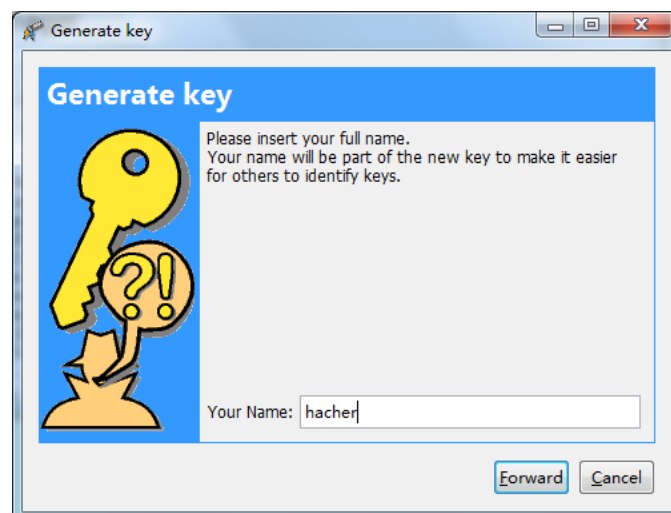 Generate key
Generate key
Please insert your full name.
Your name will be part of the new key to make it easier
for others to identify keys.
?!
Your Name: hacher
Forward Cancel